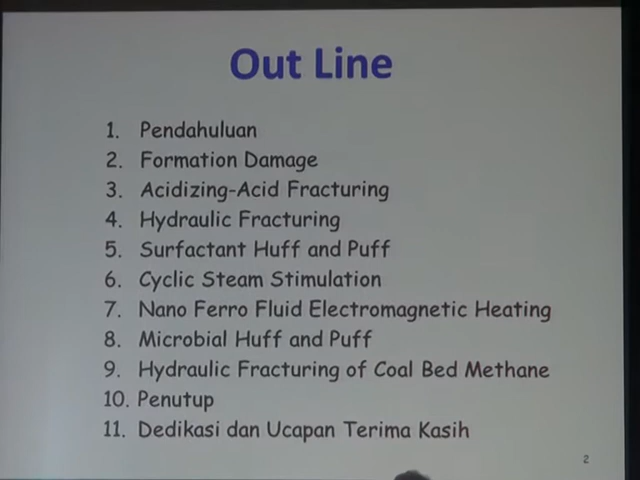 Out Line
1. Pendahuluan
2. Formation Damage
3. Acidizing-Acid Fracturing
4. Hydraulic Fracturing
5. Surfactant Huff and Puff
6. Cyclic Steam Stimulation
7. Nano Ferro Fluid Electromagnetic Heating
8. Microbial Huff and Puff
9. Hydraulic Fracturing of Coal Bed Methane
10. Penutup
11. Dedikasi dan Ucapan Terima Kasih
2